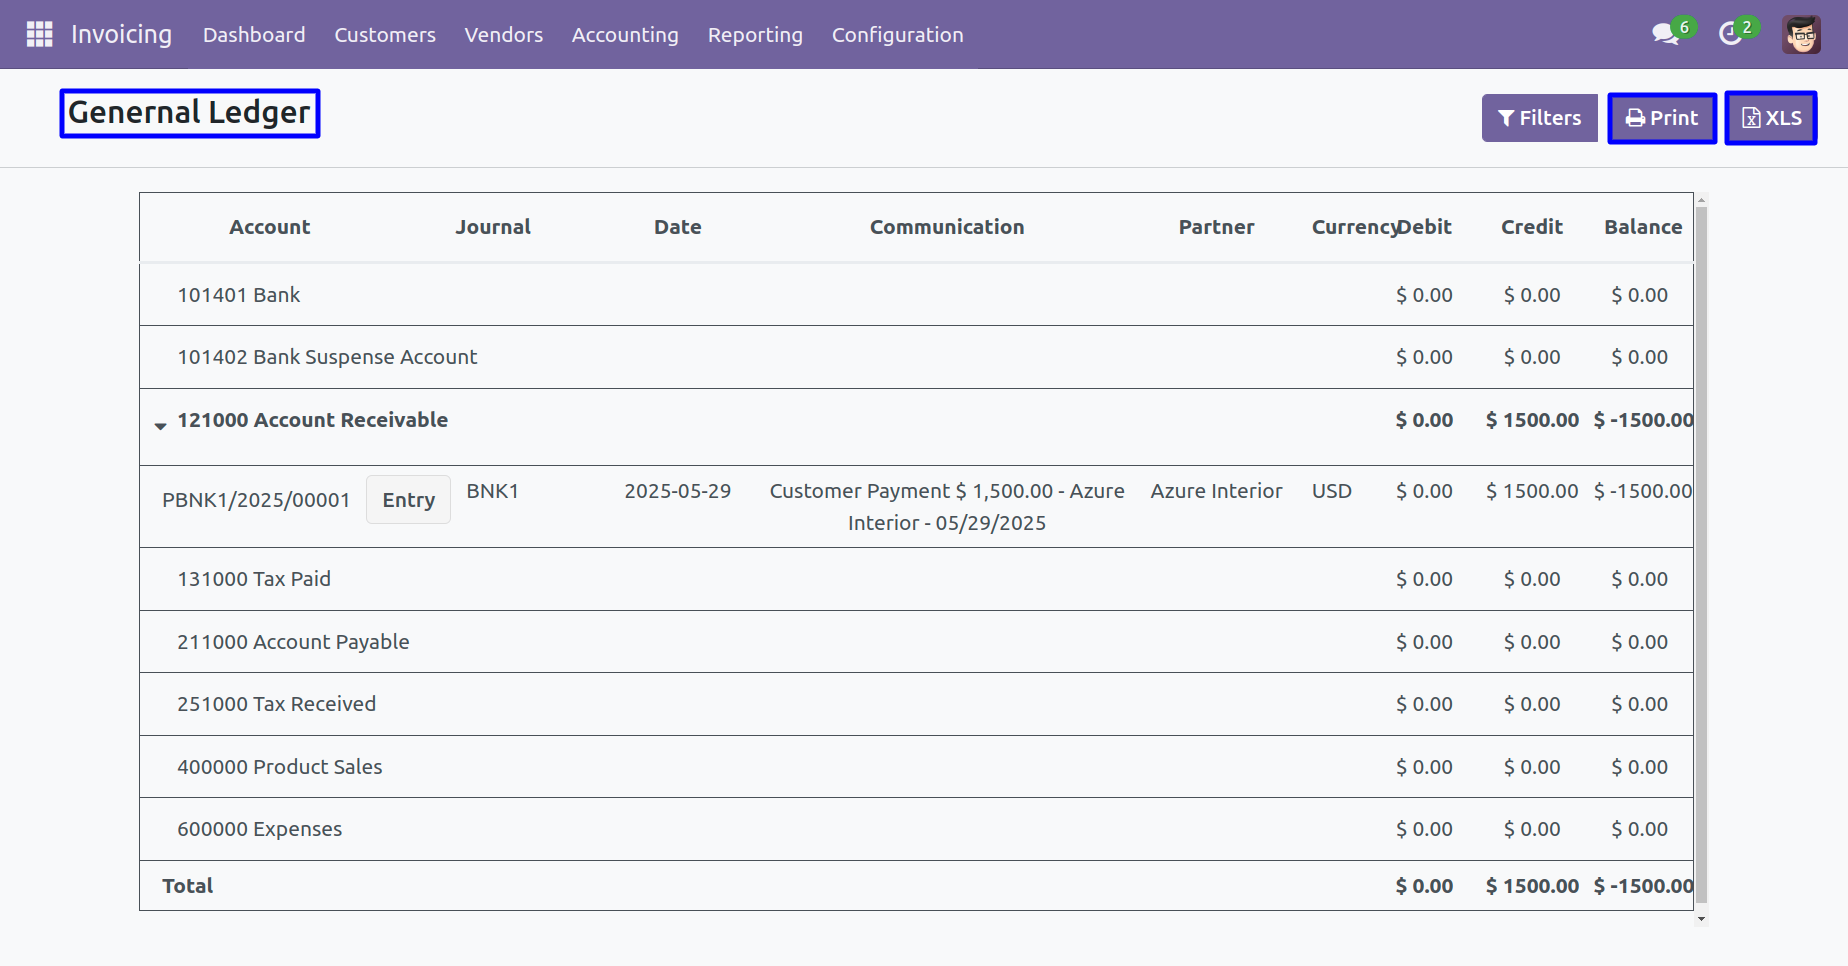 Invoicing Dashboard Customers Vendors Accounting Reporting Configuration 6 2
Genernal Ledger
Filters Print XLS
Account Journal Date Communication Partner Currency Debit Credit Balance
101401 Bank $ 0.00 $ 0.00 $ 0.00
101402 Bank Suspense Account $ 0.00 $ 0.00 $ 0.00
121000 Account Receivable $ 0.00 $ 1500.00 $ -1500.00
PBNK1/2025/00001 Entry BNK1 2025-05-29 Customer Payment $ 1,500.00 - Azure Azure Interior USD $ 0.00 $ 1500.00 $ -1500.00
Interior - 05/29/2025
131000 Tax Paid $ 0.00 $ 0.00 $ 0.00
211000 Account Payable $ 0.00 $ 0.00 $ 0.00
251000 Tax Received $ 0.00 $ 0.00 $ 0.00
400000 Product Sales $ 0.00 $ 0.00 $ 0.00
600000 Expenses $ 0.00 $ 0.00 $ 0.00
Total $ 0.00 $ 1500.00 $ -1500.00